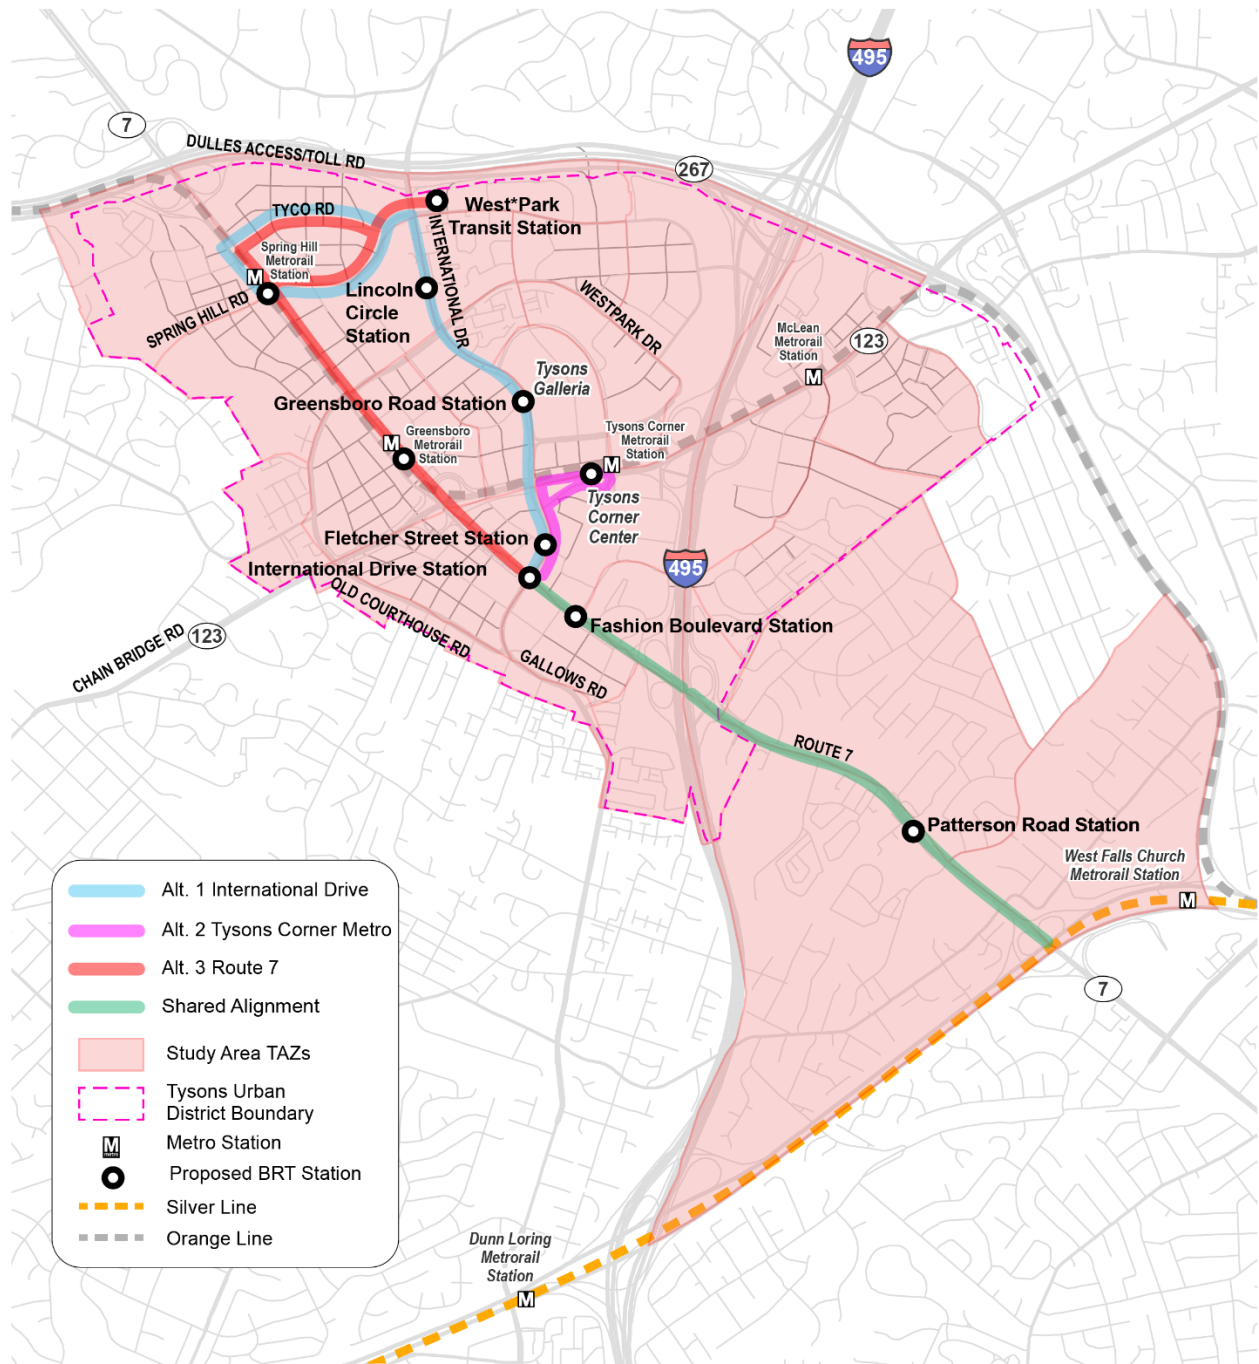 495
7
DULLES ACCESS/TOLL RD
267
TYCO RD
West*Park
Transit Station
INTERNATIONAL DR
Spring Hill
Metrorail
Station
M
SPRING HILL RD
Lincoln
Circle
Station
WESTPARK DR
McLean
Metrorail
Station
M
123
Tysons
Galleria
Greensboro Road Station
Greensboro
Metrorail
Station
M
Tysons Corner
Metrorail
Station
M
Tysons
Corner
Center
Fletcher Street Station
International Drive Station
495
OLD COURTHOUSE RD
Fashion Boulevard Station
123
CHAIN BRIDGE RD
GALLOWS RD
ROUTE 7
Patterson Road Station
West Falls Church
Metrorail Station
M
7
Alt. 1 International Drive
Alt. 2 Tysons Corner Metro
Alt. 3 Route 7
Shared Alignment
Study Area TAZs
Tysons Urban
District Boundary
M
Metro Station
Proposed BRT Station
Silver Line
Orange Line
Dunn Loring
Metrorail
Station
M